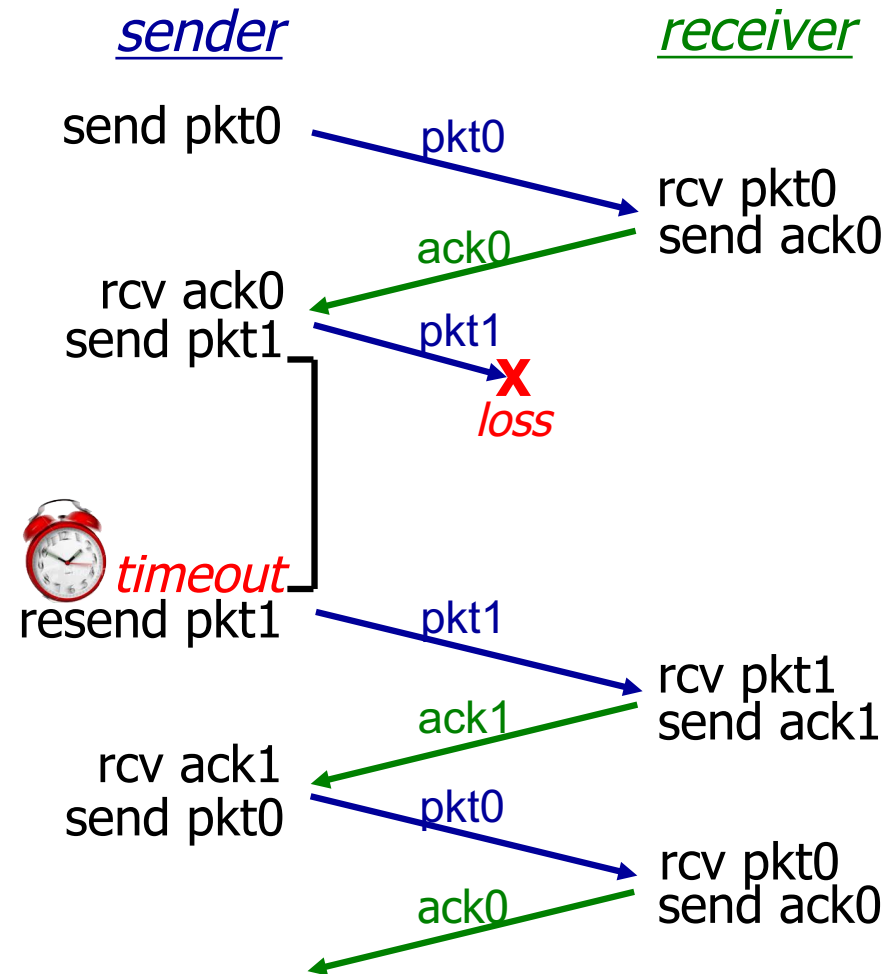 sender
receiver
send pkt0
pkt0
rcv pkt0
send ack0
ack0
rcv ack0
send pkt1
pkt1
X
loss
timeout
resend pkt1
pkt1
rcv pkt1
send ack1
ack1
rcv ack1
send pkt0
pkt0
rcv pkt0
send ack0
ack0